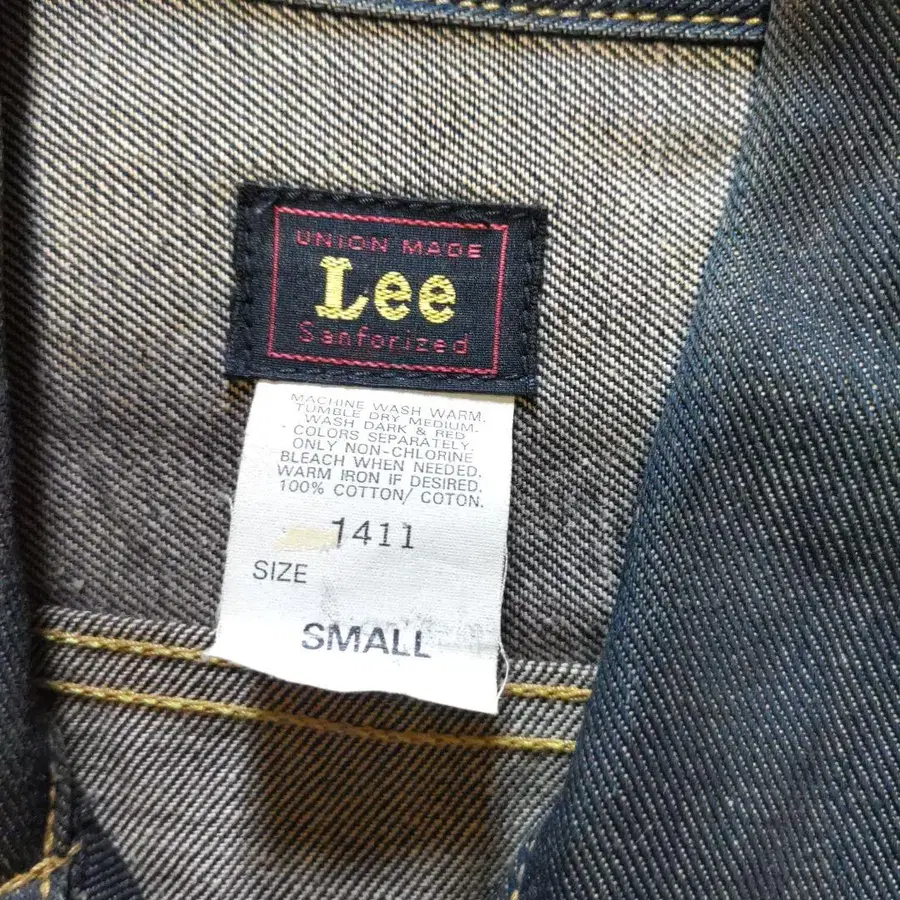 UNION MADE
Lee
Sanforized
MACHINE WASH WARM.
TUMBLE DRY MEDIUM.
WASH DARK & RED
COLORS SEPARATELY.
ONLY NON-CHLORINE
BLEACH WHEN NEEDED.
WARM IRON IF DESIRED.
100% COTTON/ COTON.
1411
SIZE
SMALL